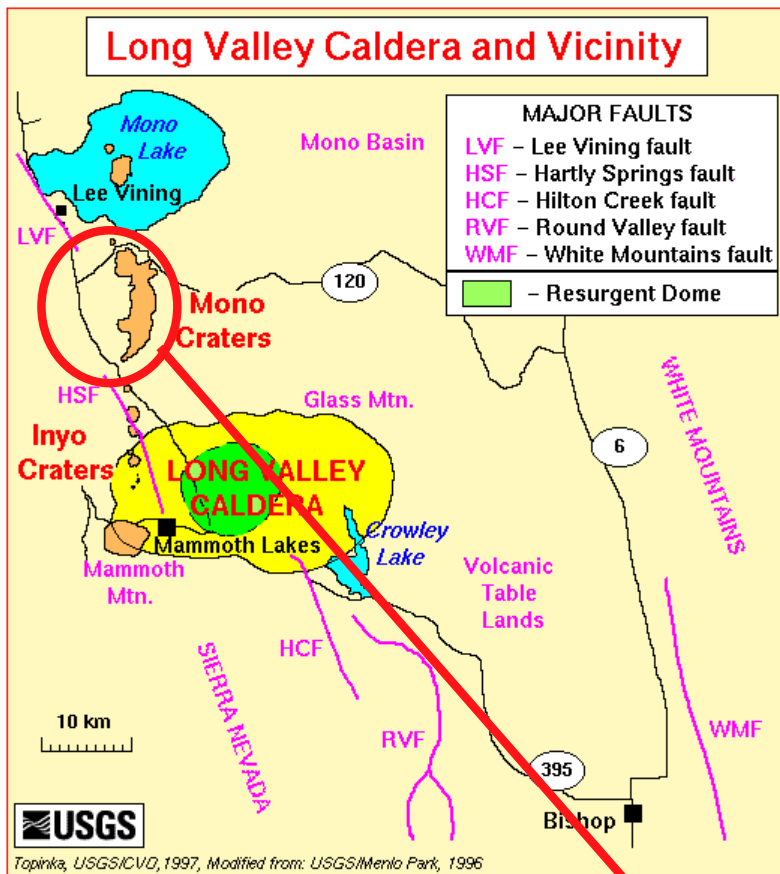 Long Valley Caldera and Vicinity
Mono
Lake
Mono Basin
Lee Vining
LVF
MAJOR FAULTS
LVF – Lee Vining fault
HSF – Hartly Springs fault
HCF – Hilton Creek fault
RVF – Round Valley fault
WMF – White Mountains fault
– Resurgent Dome
120
Mono
Craters
HSF
Glass Mtn.
Inyo
Craters
LONG VALLEY
CALDERA
6
WHITE MOUNTAINS
Mammoth Lakes
Crowley
Lake
Mammoth
Mtn.
Volcanic
Table
Lands
HCF
SIERRA NEVADA
10 km
RVF
WMF
395
Bishop
USGS
Topinka, USGS/CVO, 1997, Modified from: USGS/Menlo Park, 1996